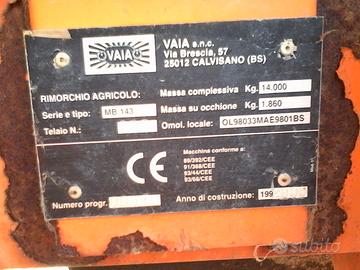 VAIA
VAIA s.n.c.
Via Brescia, 57
25012 CALVISANO (BS)
RIMORCHIO AGRICOLO:
Massa complessiva Kg. 14.000
Serie e tipo: MB 143
Massa su occhione Kg. 1.860
Telaio N.
Omol. locale: OL98033MAE9801BS
CE
Macchina conforme a:
89/392/CEE
91/368/CEE
93/44/CEE
93/68/CEE
Numero progr.
Anno di costruzione: 199
subito